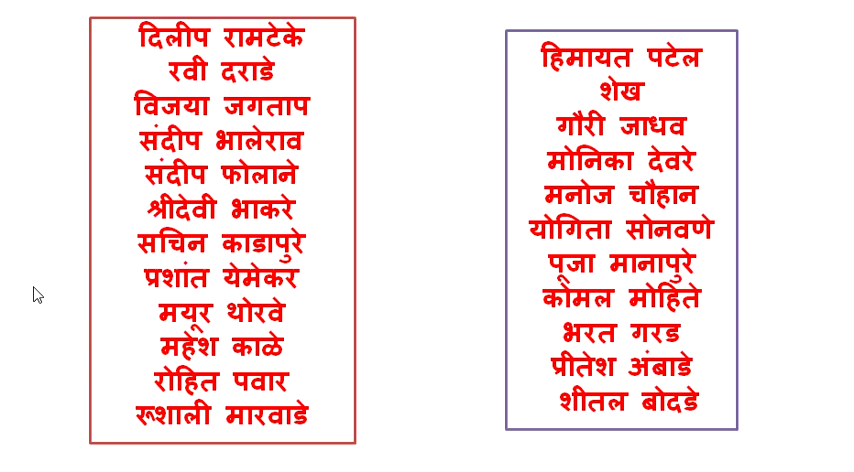 दिलीप रामटेके
रवी दराडे
विजया जगताप
संदीप भालेराव
संदीप फोलाने
श्रीदेवी भाकरे
सचिन काडापुरे
प्रशांत येमेकर
मयूर थोरवे
महेश काळे
रोहित पवार
रूशाली मारवाडे
हिमायत पटेल
शेख
गौरी जाधव
मोनिका देवरे
मनोज चौहान
योगिता सोनवणे
पूजा मानापुरे
कोमल मोहिते
भरत गरड
प्रीतेश अंबाडे
शीतल बोदडे